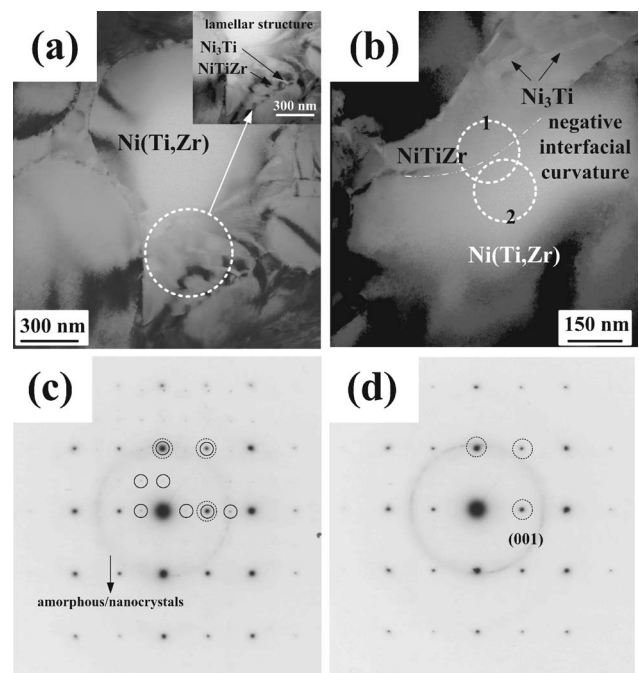 (a)
lamellar structure
Ni3Ti
NiTiZr
300 nm
Ni(Ti,Zr)
300 nm
(b)
Ni3Ti
1
negative
NiTiZr
interfacial
curvature
2
Ni(Ti,Zr)
150 nm
(c)
amorphous/nanocrystals
(d)
(001)